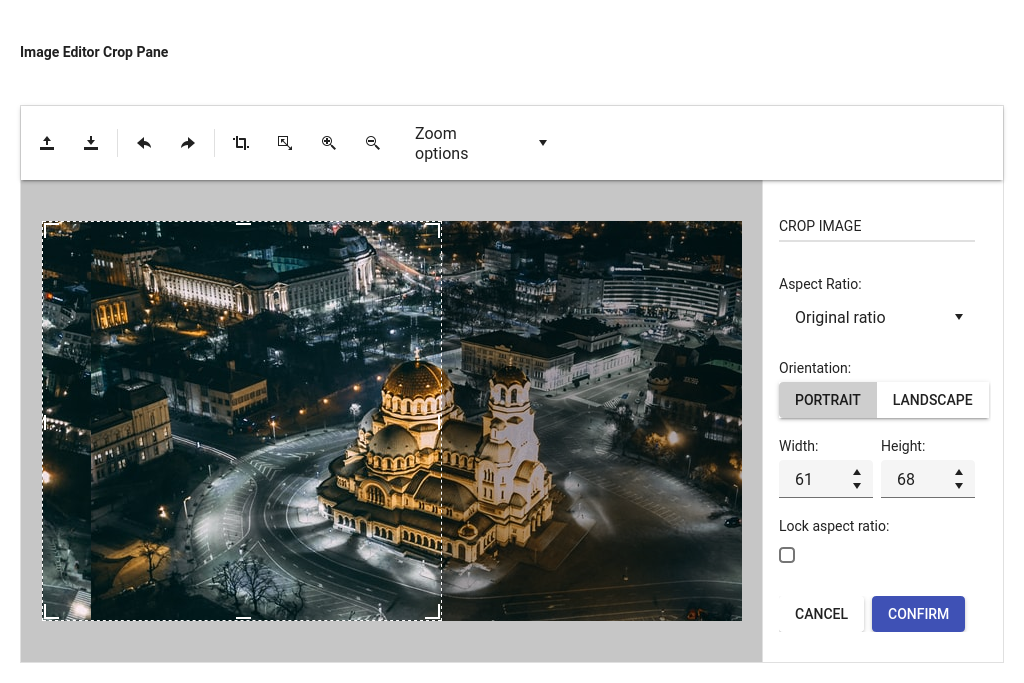 Image Editor Crop Pane
Zoom
options
CROP IMAGE
Aspect Ratio:
Original ratio
Orientation:
PORTRAIT LANDSCAPE
Width: Height:
61 68
Lock aspect ratio:
CANCEL CONFIRM